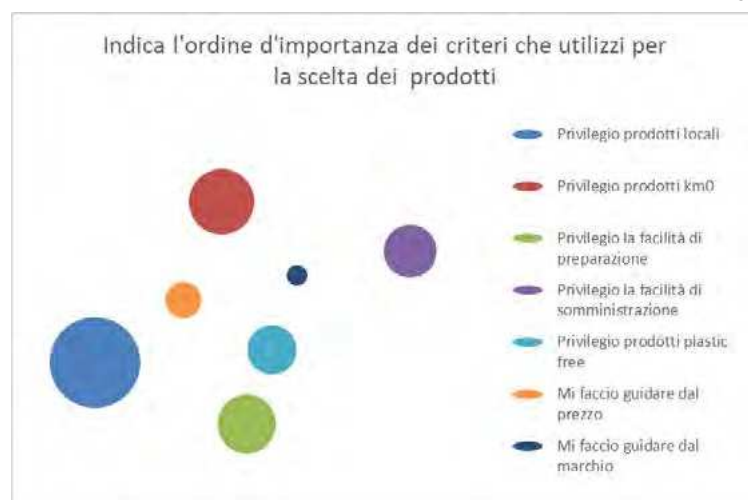 Indica l'ordine d'importanza dei criteri che utilizzi per
la scelta dei prodotti
Privilegio prodotti locali
Privilegio prodotti km0
Privilegio la facilità di
preparazione
Privilegio la facilità di
somministrazione
Privilegio prodotti plastic
free
Mi faccio guidare dal
prezzo
Mi faccio guidare dal
marchio